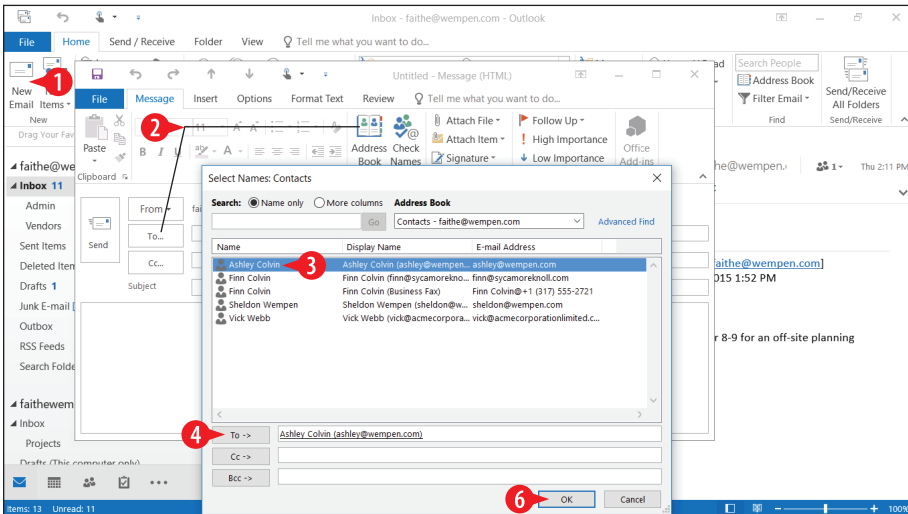 Inbox - faithe@wempen.com - Outlook
File Home Send / Receive Folder View Tell me what you want to do...
1
New
Email Items
New
Search People
Address Book
Filter Email
Find
Send/Receive
All Folders
Send/Receive
Drag Your Fav
Untitled - Message (HTML)
File Message Insert Options Format Text Review Tell me what you want to do...
2
11
Paste
B I U
Clipboard
Address Book
Check Names
Attach File
Attach Item
Signature
Follow Up
High Importance
Low Importance
Office
Add-ins
faithe@we
Inbox 11
Admin
Vendors
Sent Items
Deleted Item
Drafts 1
Junk E-mail [
Outbox
RSS Feeds
Search Folde
faithewem
Inbox
Projects
Drafts (This computer only)
Send
From
fai
To...
Cc...
Subject
he@wempen.
1
Thu 2:11 PM
faithe@wempen.com]
015 1:52 PM
r 8-9 for an off-site planning
Select Names: Contacts
Search: Name only More columns Address Book
Go Contacts - faithe@wempen.com Advanced Find
Name Display Name E-mail Address
Ashley Colvin Ashley Colvin (ashley@wempen... ashley@wempen.com
3
Finn Colvin Finn Colvin (finn@sycamorekno... finn@sycamoreknoll.com
Finn Colvin Finn Colvin (Business Fax) Finn Colvin@+1 (317) 555-2721
Sheldon Wempen Sheldon Wempen (sheldon@w... sheldon@wempen.com
Vick Webb Vick Webb (vick@acmecorpora... vick@acmecorporationlimited.c...
4
To -> Ashley Colvin (ashley@wempen.com)
Cc ->
Bcc ->
6
OK Cancel
Items: 13 Unread: 11
100%